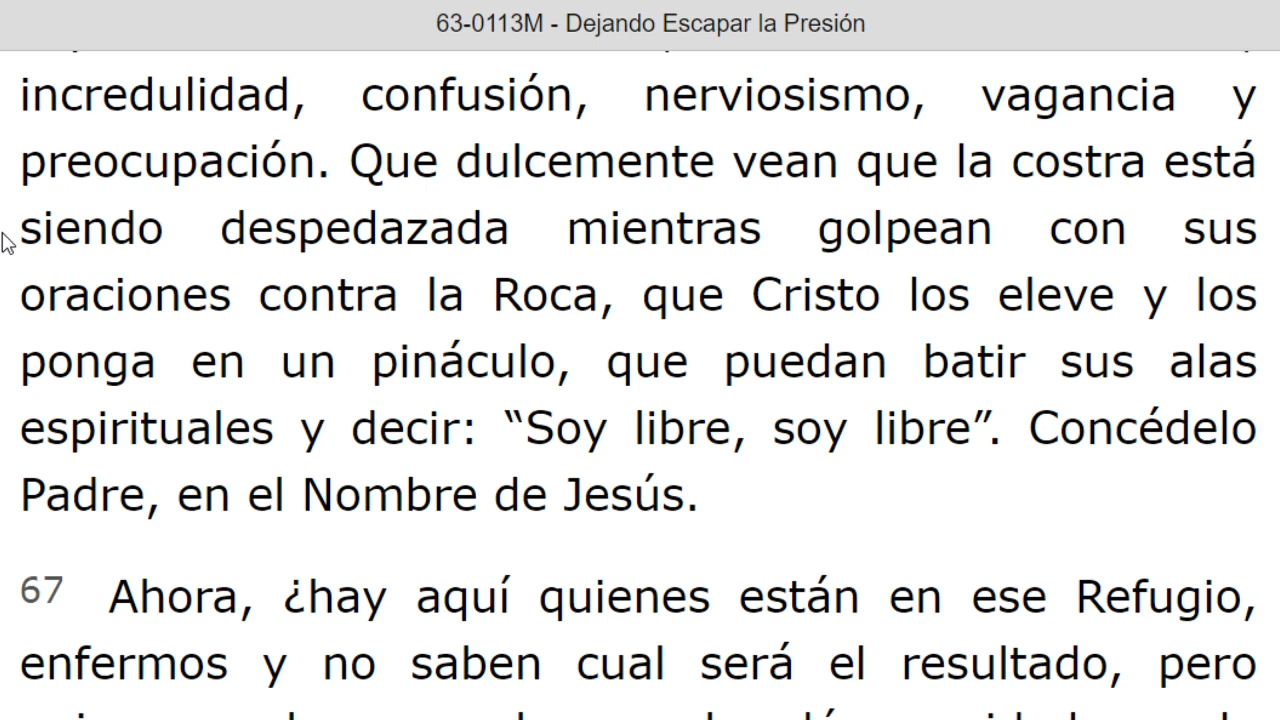 63-0113M - Dejando Escapar la Presión
incredulidad, confusión, nerviosismo, vagancia y
preocupación. Que dulcemente vean que la costra está
siendo despedazada mientras golpean con sus
oraciones contra la Roca, que Cristo los eleve y los
ponga en un pináculo, que puedan batir sus alas
espirituales y decir: “Soy libre, soy libre”. Concédelo
Padre, en el Nombre de Jesús.
67 Ahora, ¿hay aquí quienes están en ese Refugio,
enfermos y no saben cual será el resultado, pero